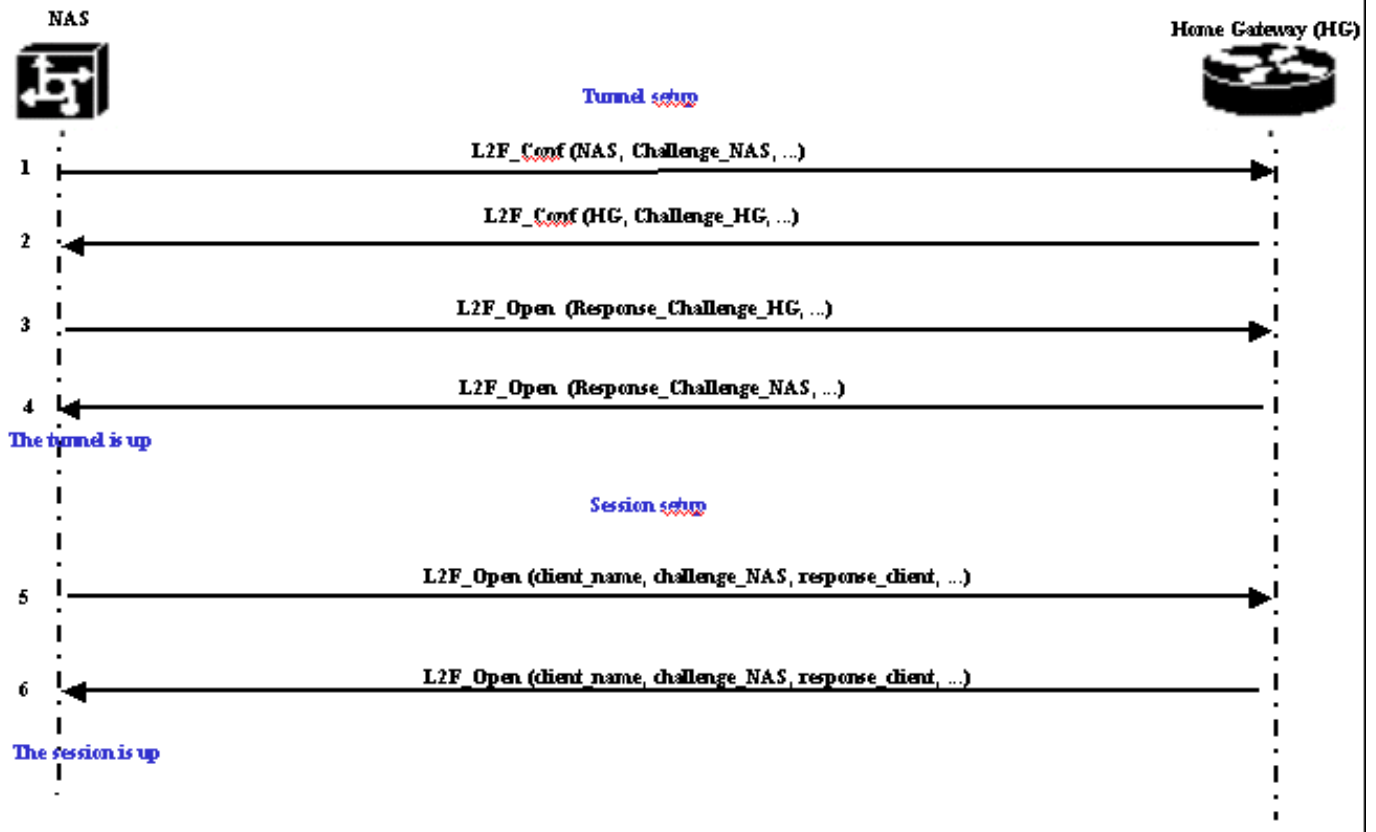 NAS
Home Gateway (HG)
Tunnel setup
L2F_Conf (NAS, Challenge_NAS, ...)
1
L2F_Conf (HG, Challenge_HG, ...)
2
L2F_Open (Response_Challenge_HG, ...)
3
L2F_Open (Response_Challenge_NAS, ...)
4
The tunnel is up
Session setup
L2F_Open (client_name, challenge_NAS, response_client, ...)
5
L2F_Open (client_name, challenge_NAS, response_client, ...)
6
The session is up